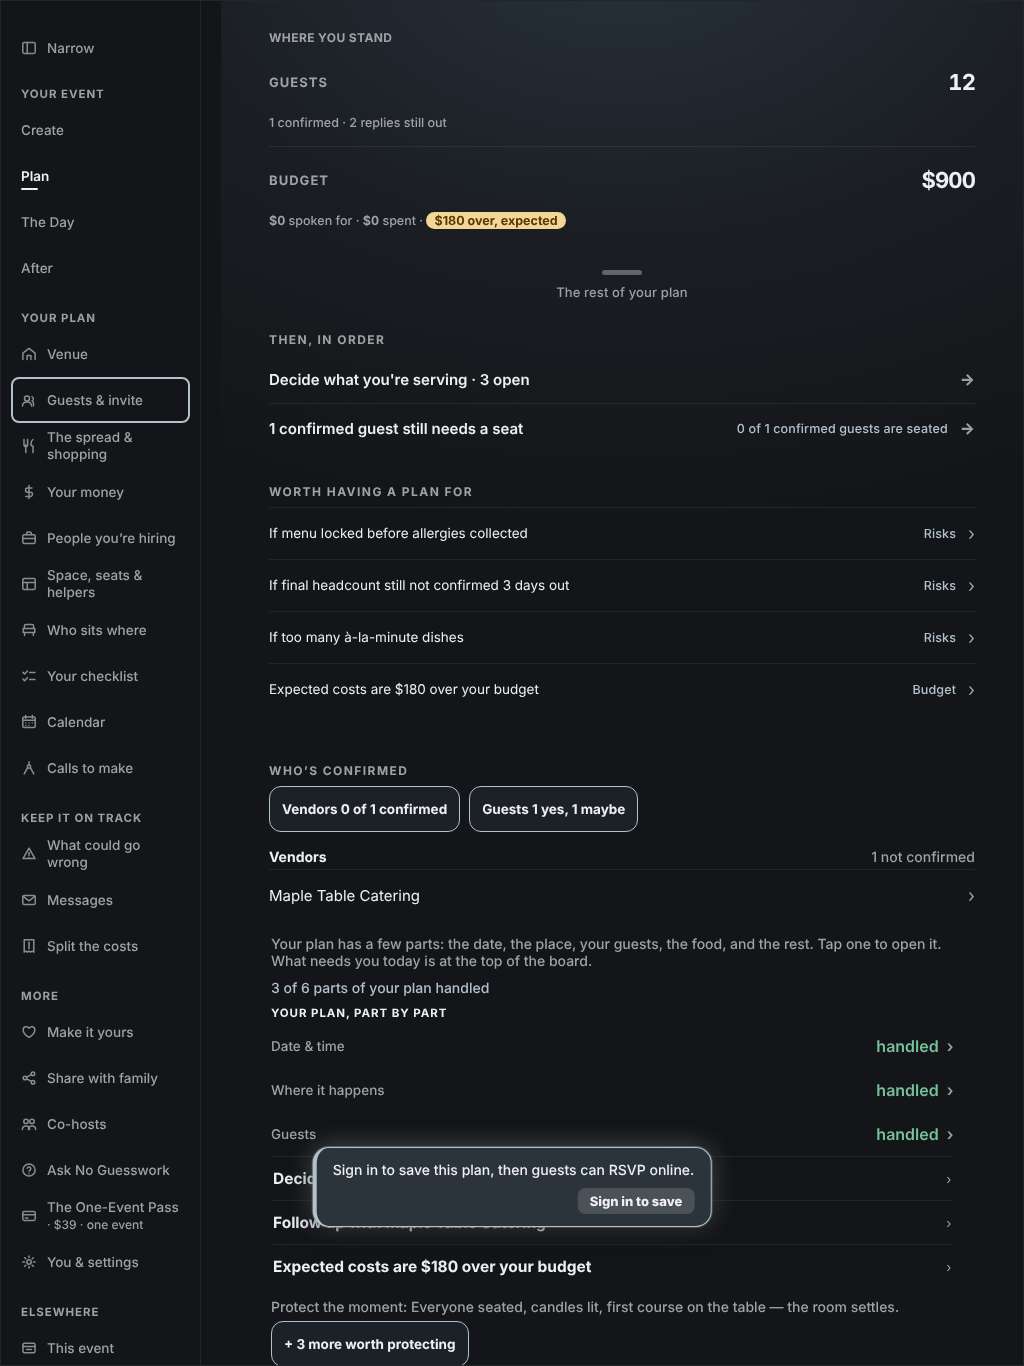 Narrow
YOUR EVENT
Create
Plan
The Day
After
YOUR PLAN
Venue
Guests & invite
The spread &
shopping
Your money
People you're hiring
Space, seats &
helpers
Who sits where
Your checklist
Calendar
Calls to make
KEEP IT ON TRACK
What could go
wrong
Messages
Split the costs
MORE
Make it yours
Share with family
Co-hosts
Ask No Guesswork
The One-Event Pass
· $39 · one event
You & settings
ELSEWHERE
This event
WHERE YOU STAND
GUESTS 12
1 confirmed · 2 replies still out
BUDGET $900
$0 spoken for · $0 spent · $180 over, expected
The rest of your plan
THEN, IN ORDER
Decide what you're serving · 3 open
1 confirmed guest still needs a seat 0 of 1 confirmed guests are seated
WORTH HAVING A PLAN FOR
If menu locked before allergies collected Risks
If final headcount still not confirmed 3 days out Risks
If too many à-la-minute dishes Risks
Expected costs are $180 over your budget Budget
WHO'S CONFIRMED
Vendors 0 of 1 confirmed Guests 1 yes, 1 maybe
Vendors 1 not confirmed
Maple Table Catering
Your plan has a few parts: the date, the place, your guests, the food, and the rest. Tap one to open it.
What needs you today is at the top of the board.
3 of 6 parts of your plan handled
YOUR PLAN, PART BY PART
Date & time handled
Where it happens handled
Guests handled
Sign in to save this plan, then guests can RSVP online.
Sign in to save
Follow up with Maple Table Catering
Expected costs are $180 over your budget
Protect the moment: Everyone seated, candles lit, first course on the table — the room settles.
+ 3 more worth protecting